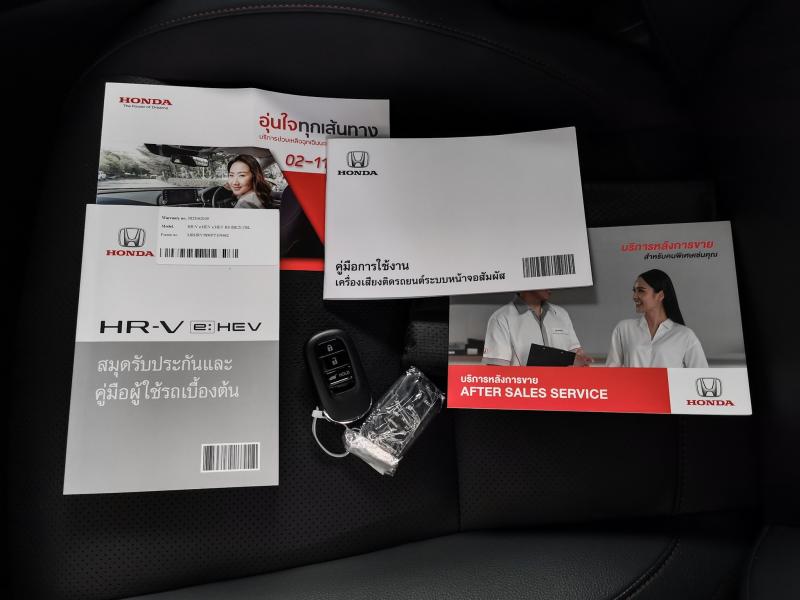 HONDA
The Power of Dreams
อุ่นใจทุกเส้นทาง
02-11
HONDA
คู่มือการใช้งาน
เครื่องเสียงติดรถยนต์ระบบหน้าจอสัมผัส
Warranty no.
Model.
HONDA
HR-V e:HEV
สมุดรับประกันและ
คู่มือผู้ใช้รถเบื้องต้น
HOLD
บริการหลังการขาย
สำหรับคนพิเศษเช่นคุณ
บริการหลังการขาย
AFTER SALES SERVICE
HONDA